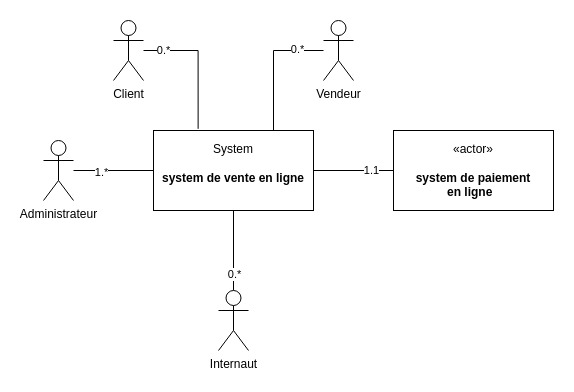 0.*
0.*
Client
Vendeur
System
system de vente en ligne
«actor»
system de paiement
en ligne
1.*
1.1
Administrateur
0.*
Internaut